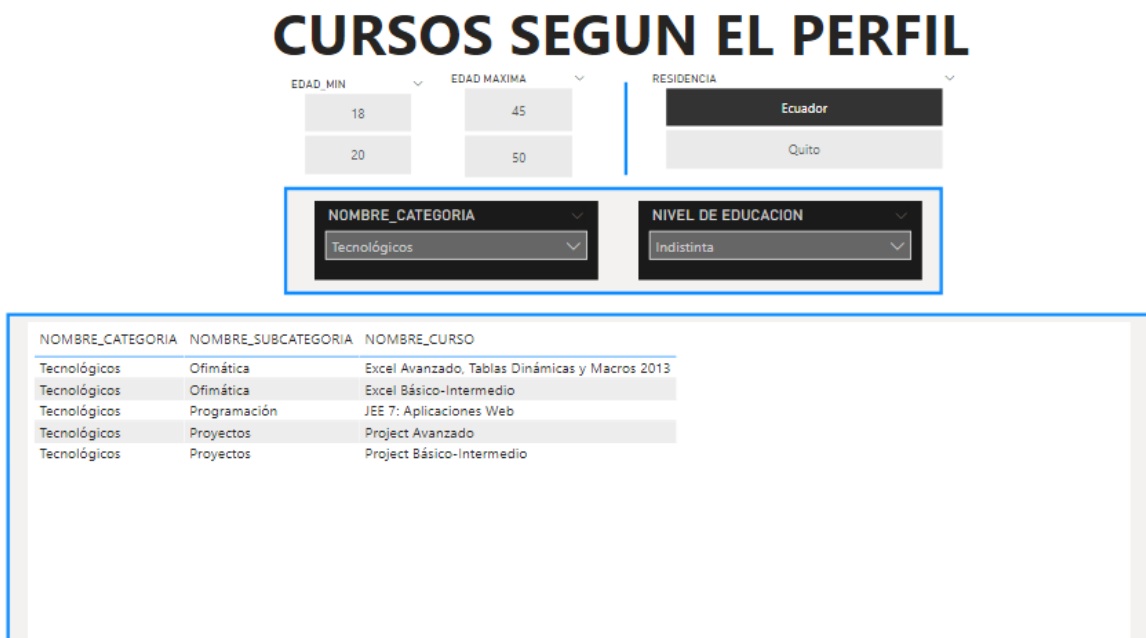 CURSOS SEGUN EL PERFIL
EDAD_MIN EDAD MAXIMA RESIDENCIA
18 45 Ecuador
20 50 Quito
NOMBRE_CATEGORIA NIVEL DE EDUCACION
Tecnológicos Indistinta
NOMBRE_CATEGORIA NOMBRE_SUBCATEGORIA NOMBRE_CURSO
Tecnológicos Ofimática Excel Avanzado, Tablas Dinámicas y Macros 2013
Tecnológicos Ofimática Excel Básico-Intermedio
Tecnológicos Programación JEE 7: Aplicaciones Web
Tecnológicos Proyectos Project Avanzado
Tecnológicos Proyectos Project Básico-Intermedio